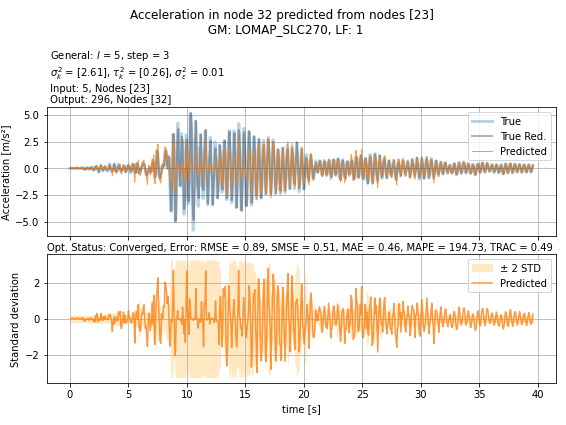 Acceleration in node 32 predicted from nodes [23]
GM: LOMAP_SLC270, LF: 1
General: l = 5, step = 3
σ²ₖ = [2.61], τ²ₖ = [0.26], σ²ε = 0.01
Input: 5, Nodes [23]
Output: 296, Nodes [32]
Acceleration [m/s²]
5.0
2.5
0.0
−2.5
−5.0
True
True Red.
Predicted
Opt. Status: Converged, Error: RMSE = 0.89, SMSE = 0.51, MAE = 0.46, MAPE = 194.73, TRAC = 0.49
Standard deviation
2
0
−2
± 2 STD
Predicted
0 5 10 15 20 25 30 35 40
time [s]